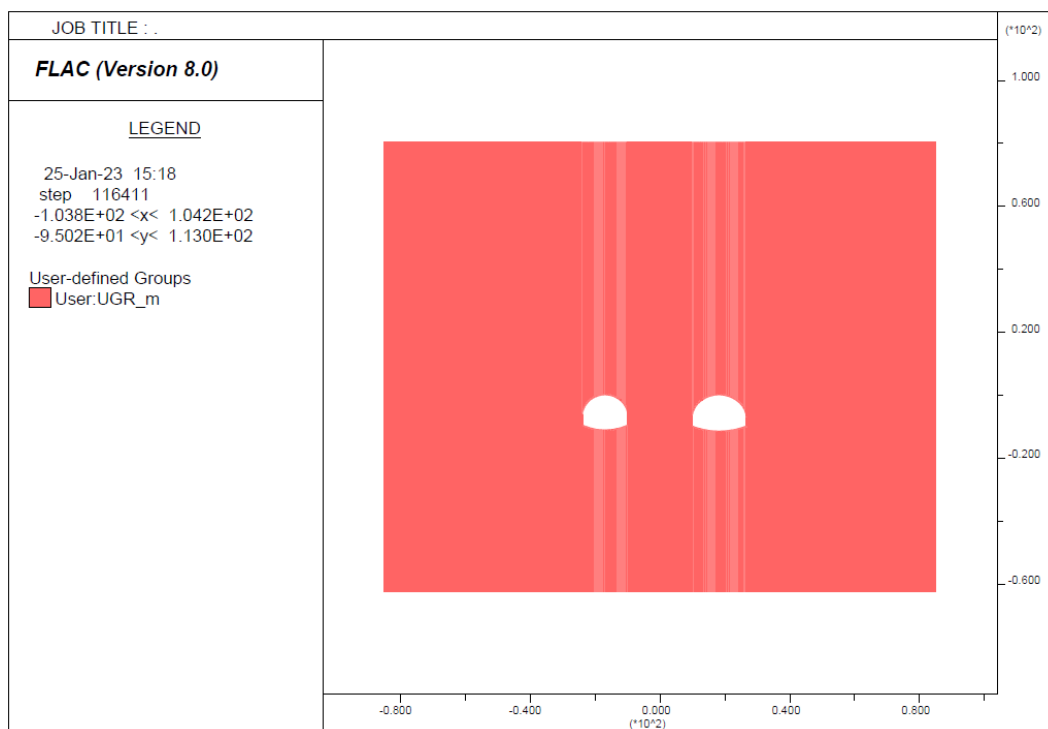 JOB TITLE : .
FLAC (Version 8.0)
LEGEND
25-Jan-23 15:18
step 116411
-1.038E+02 <x< 1.042E+02
-9.502E+01 <y< 1.130E+02
User-defined Groups
User:UGR_m
(*10^2)
1.000
0.600
0.200
-0.200
-0.600
-0.800 -0.400 0.000 0.400 0.800
(*10^2)